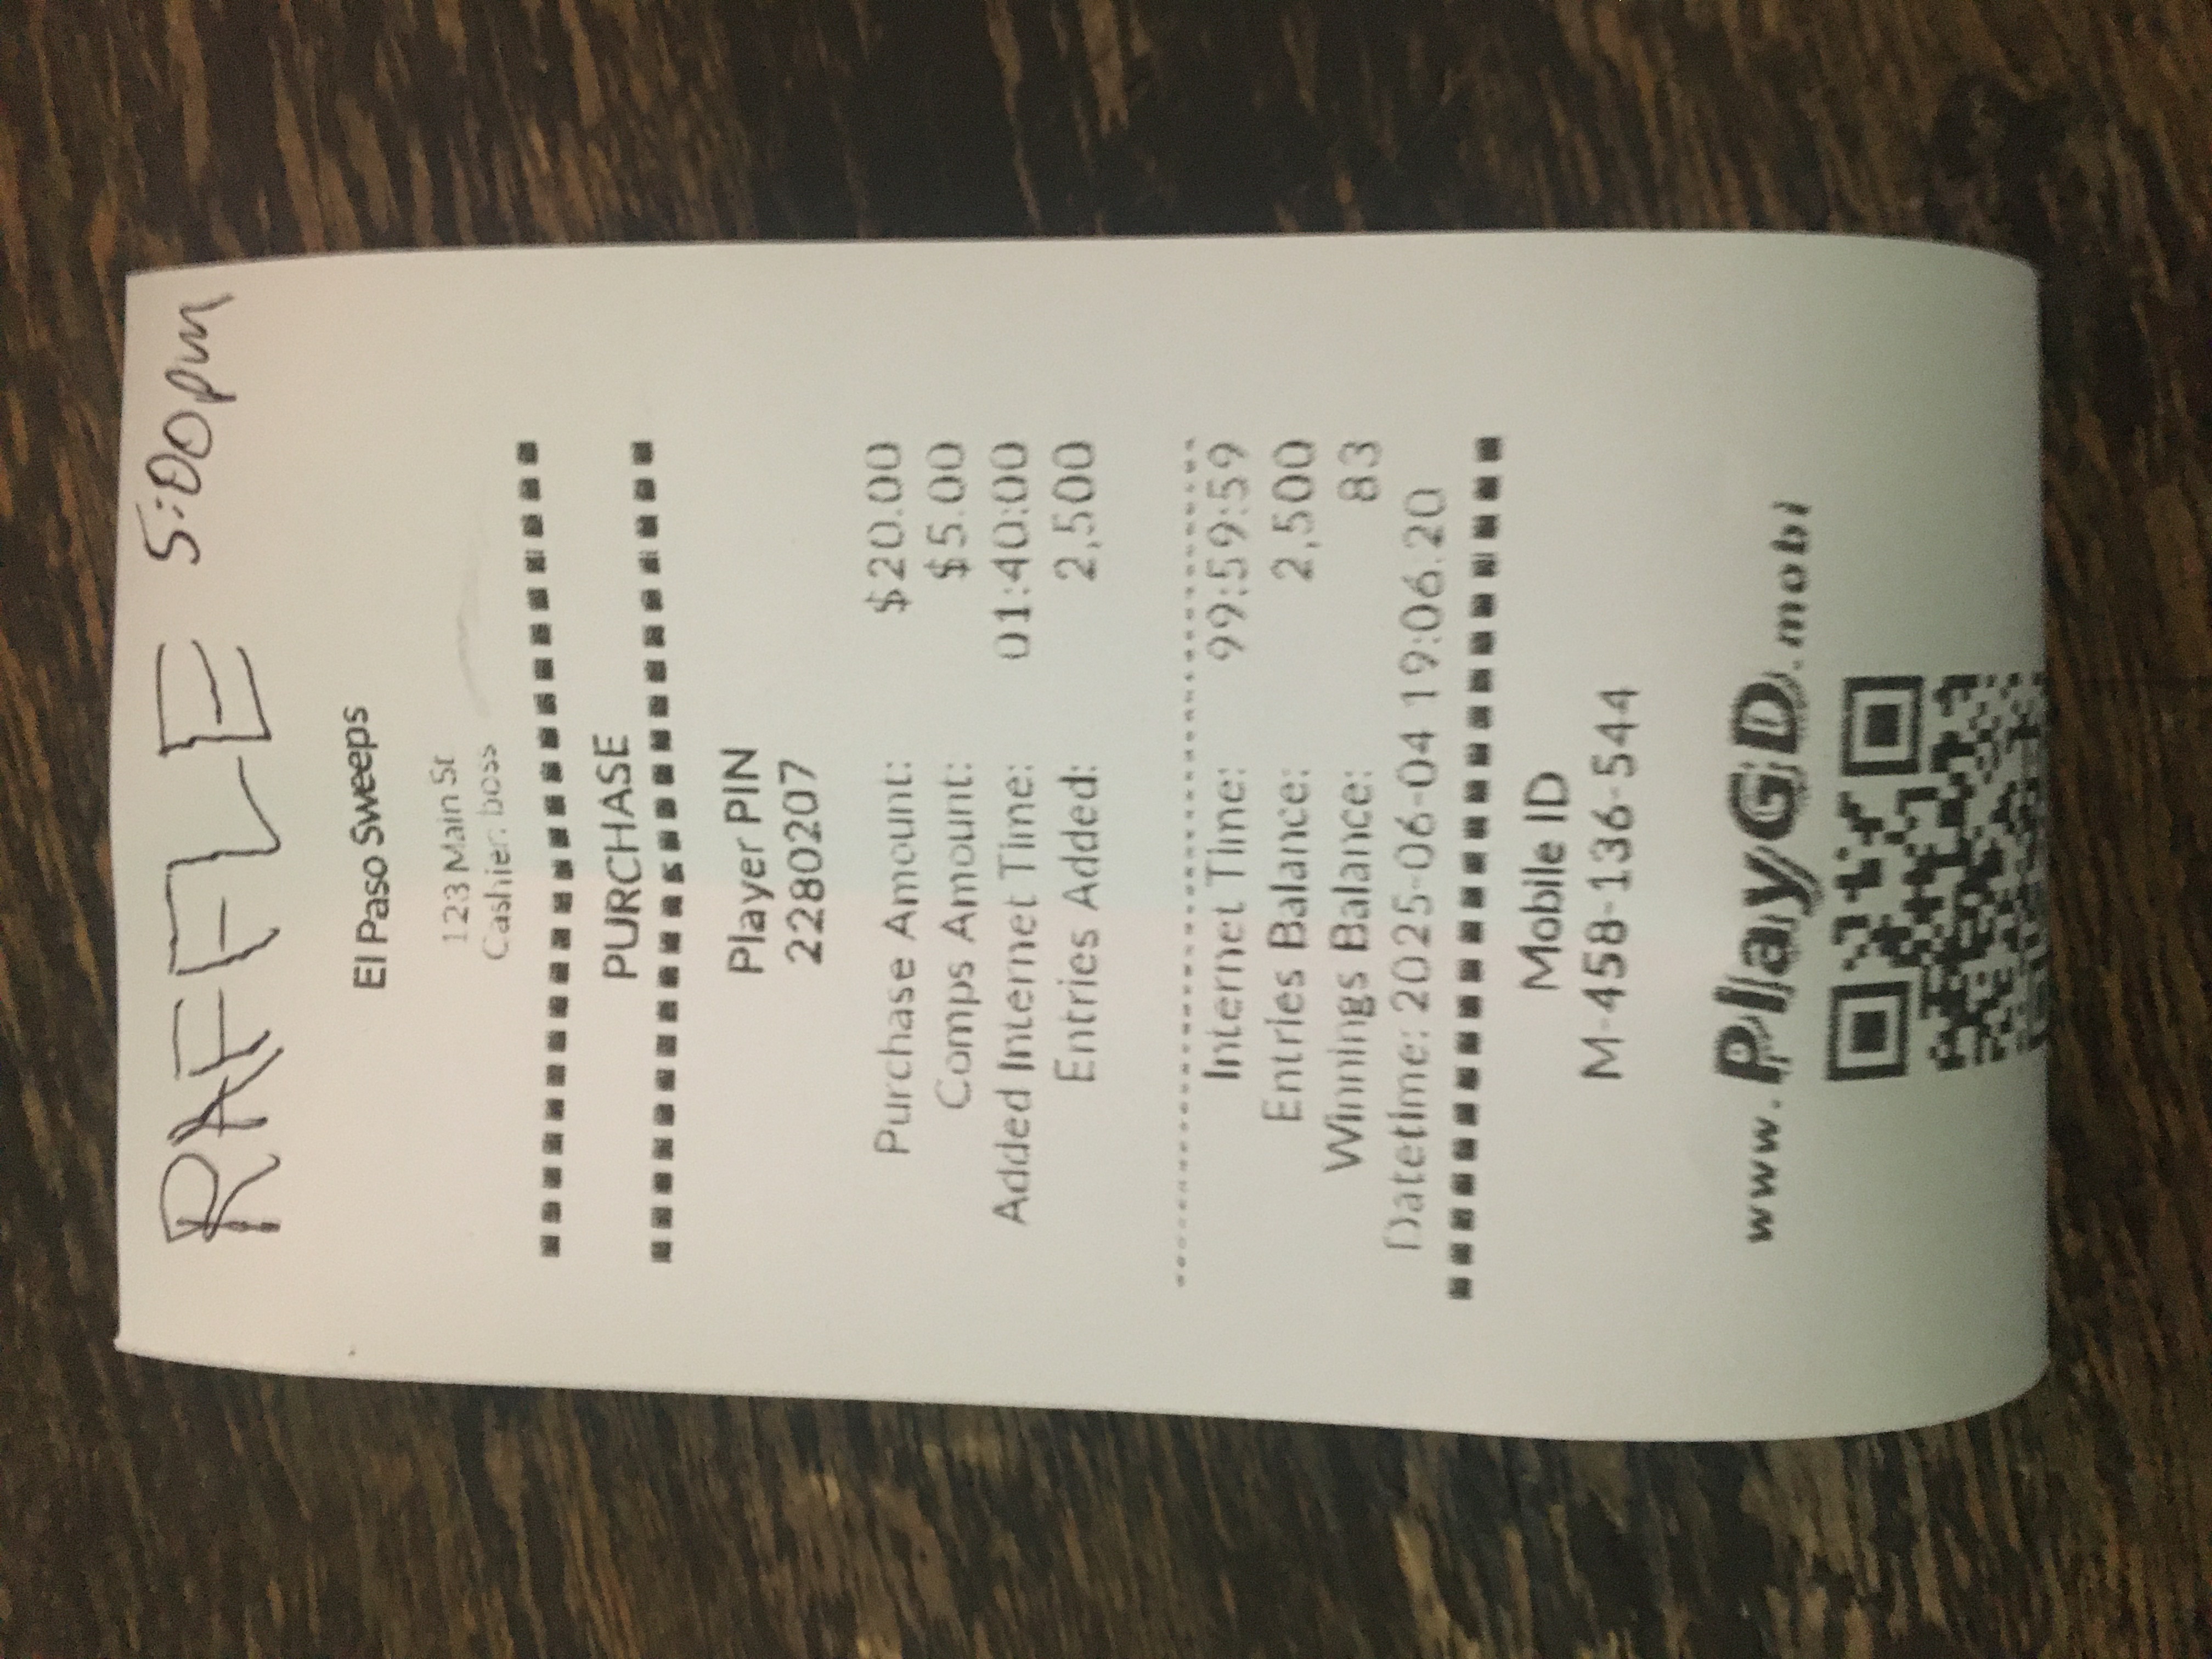 RAFFLE 5:00pm
El Paso Sweeps
123 Main St
Cashier: boss
PURCHASE
Player PIN
2280207
Purchase Amount: $20.00
Comps Amount: $5.00
Added Internet Time: 01:40:00
Entries Added: 2,500
Internet Time: 99:59:59
Entries Balance: 2,500
Winnings Balance: 83
Datetime: 2025-06-04 19:06:20
Mobile ID
M-458-136-544
www.PlayGD.mobi